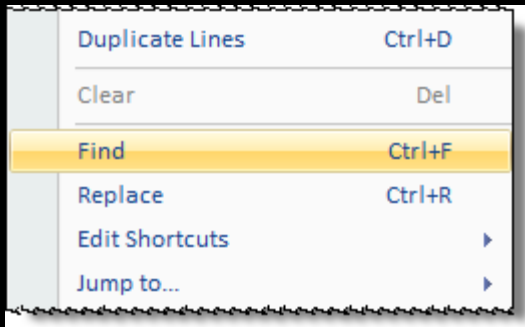 Duplicate Lines Ctrl+D
Clear Del
Find Ctrl+F
Replace Ctrl+R
Edit Shortcuts
Jump to...